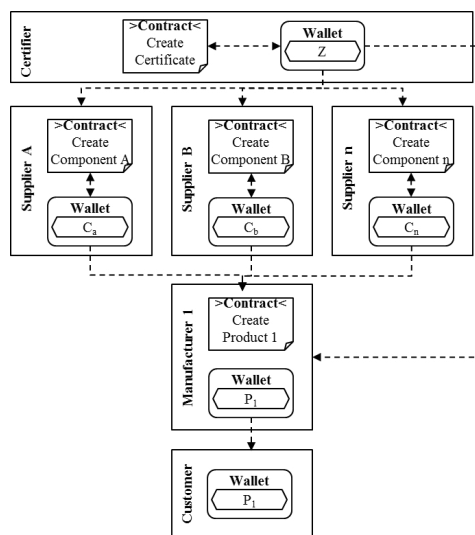 Certifier
>Contract<
Create
Certificate
Wallet
Z
Supplier A
>Contract<
Create
Component A
Wallet
Ca
Supplier B
>Contract<
Create
Component B
Wallet
Cb
Supplier n
>Contract<
Create
Component n
Wallet
Cn
Manufacturer 1
>Contract<
Create
Product 1
Wallet
P1
Customer
Wallet
P1